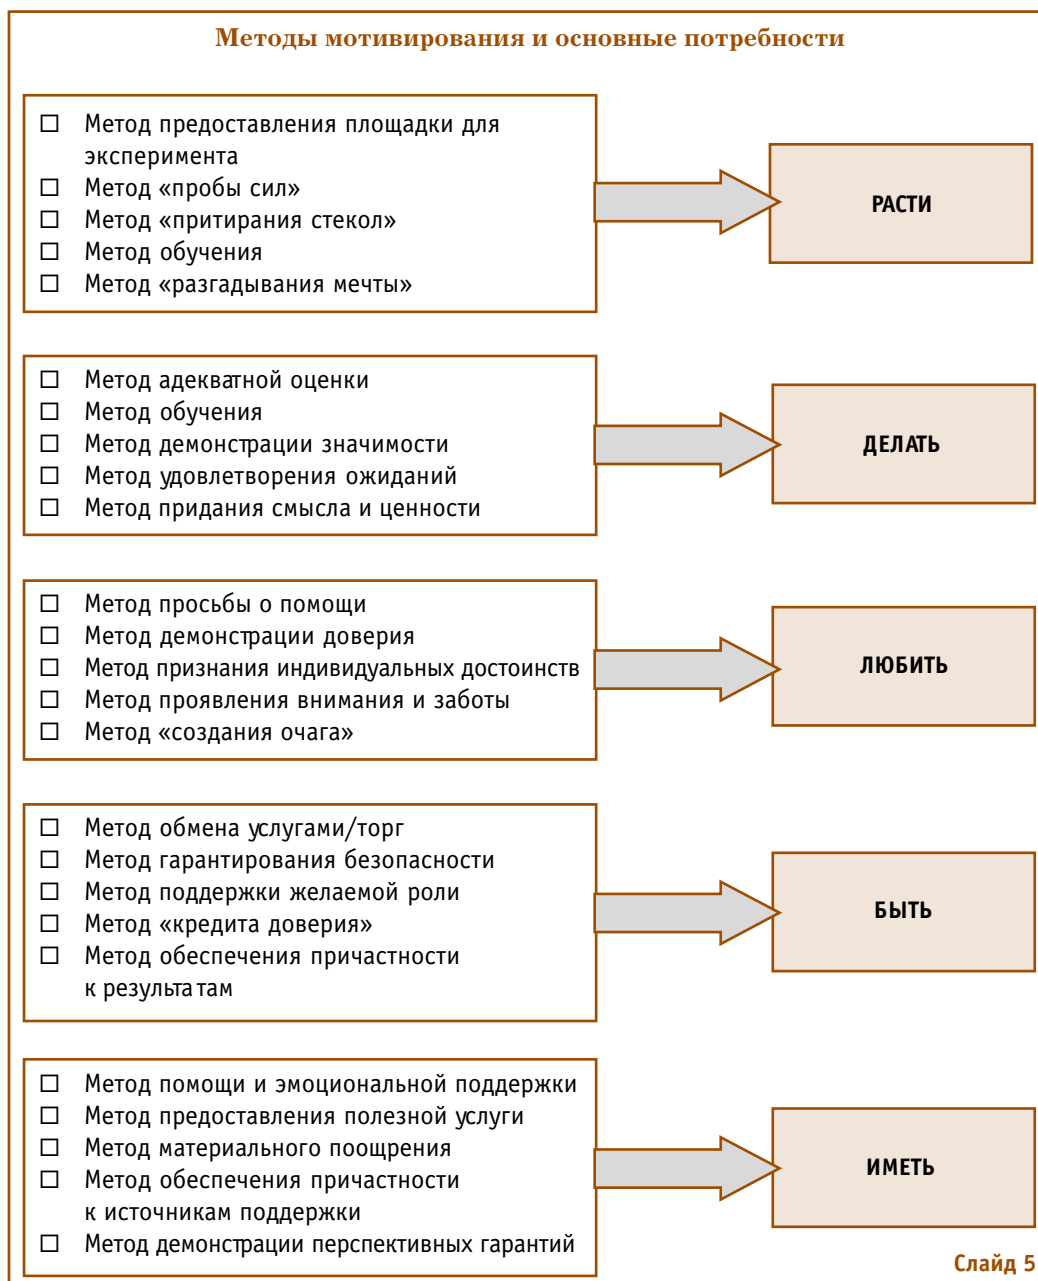 Методы мотивирования и основные потребности
☐ Метод предоставления площадки для
эксперимента
☐ Метод «пробы сил»
☐ Метод «притирания стекол»
☐ Метод обучения
☐ Метод «разгадывания мечты»
РАСТИ
☐ Метод адекватной оценки
☐ Метод обучения
☐ Метод демонстрации значимости
☐ Метод удовлетворения ожиданий
☐ Метод придания смысла и ценности
ДЕЛАТЬ
☐ Метод просьбы о помощи
☐ Метод демонстрации доверия
☐ Метод признания индивидуальных достоинств
☐ Метод проявления внимания и заботы
☐ Метод «создания очага»
ЛЮБИТЬ
☐ Метод обмена услугами/торг
☐ Метод гарантирования безопасности
☐ Метод поддержки желаемой роли
☐ Метод «кредита доверия»
☐ Метод обеспечения причастности
к результатам
БЫТЬ
☐ Метод помощи и эмоциональной поддержки
☐ Метод предоставления полезной услуги
☐ Метод материального поощрения
☐ Метод обеспечения причастности
к источникам поддержки
☐ Метод демонстрации перспективных гарантий
ИМЕТЬ
Слайд 5